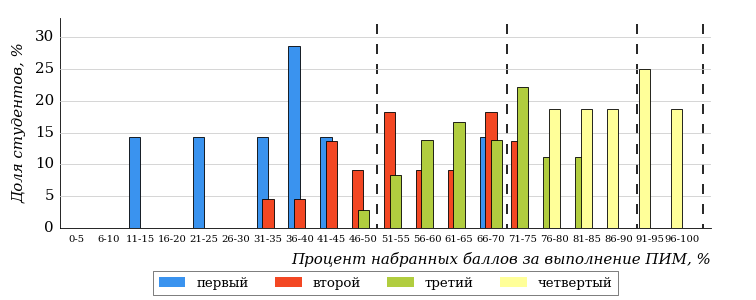 Доля студентов, %
30
25
20
15
10
5
0
0-5 6-10 11-15 16-20 21-25 26-30 31-35 36-40 41-45 46-50 51-55 56-60 61-65 66-70 71-75 76-80 81-85 86-90 91-95 96-100
Процент набранных баллов за выполнение ПИМ, %
первый второй третий четвертый